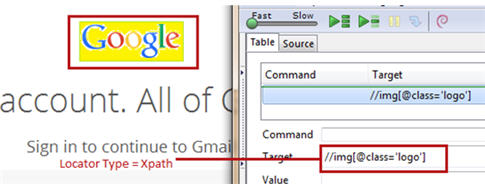 Google
account. All of
Sign in to continue to Gmai
Locator Type = Xpath
Fast Slow
Table Source
Command Target
//img[@class='logo']
Command
Target //img[@class='logo']
Value